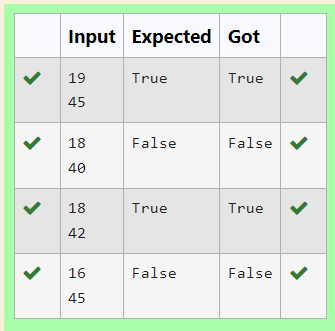 Input Expected Got
19 True True
45
18 False False
40
18 True True
42
16 False False
45